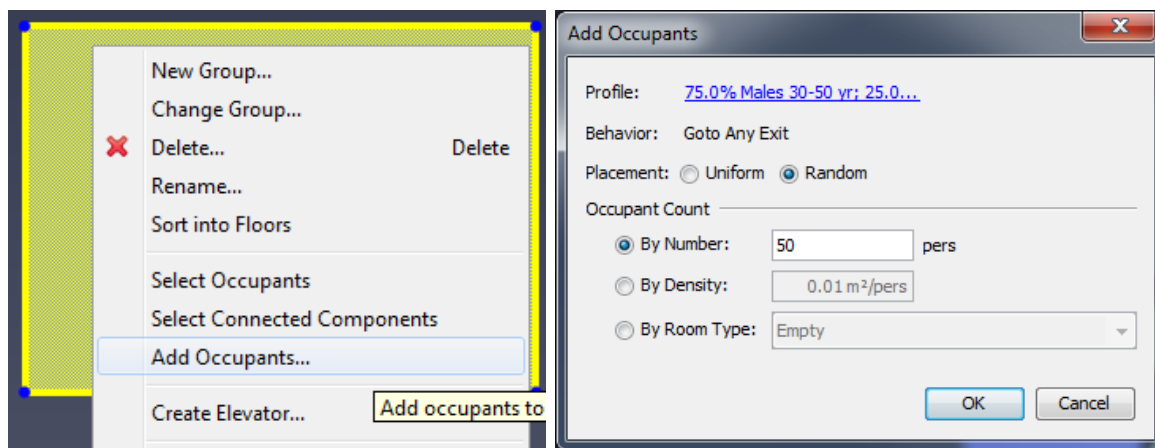 New Group...
Change Group...
Delete... Delete
Rename...
Sort into Floors
Select Occupants
Select Connected Components
Add Occupants...
Create Elevator...
Add occupants to
Add Occupants
Profile: 75.0% Males 30-50 yr; 25.0...
Behavior: Goto Any Exit
Placement: Uniform Random
Occupant Count
By Number: 50 pers
By Density: 0.01 m²/pers
By Room Type: Empty
OK Cancel